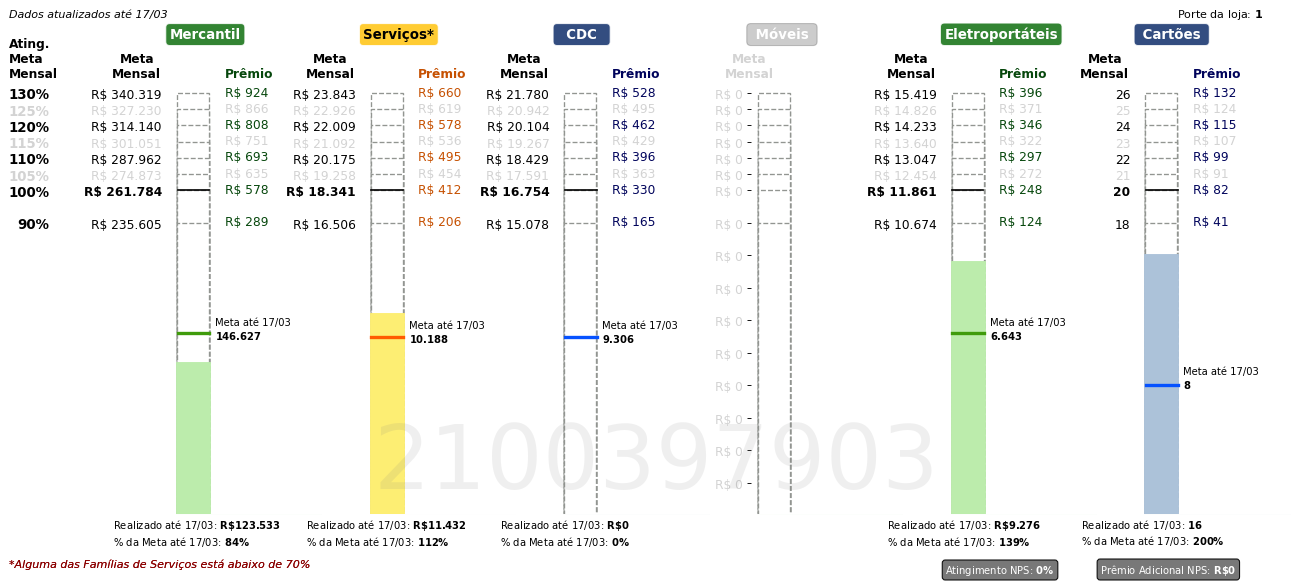 Dados atualizados até 17/03
Porte da loja: 1
Mercantil
Serviços*
CDC
Móveis
Eletroportáteis
Cartões
Ating. Meta Mensal
Meta Mensal Prêmio Meta Mensal Prêmio Meta Mensal Prêmio Meta Mensal Meta Mensal Prêmio Meta Mensal Prêmio
130% R$ 340.319 R$ 924 R$ 23.843 R$ 660 R$ 21.780 R$ 528 R$ 0 R$ 15.419 R$ 396 26 R$ 132
125% R$ 327.230 R$ 866 R$ 22.926 R$ 619 R$ 20.942 R$ 495 R$ 0 R$ 14.826 R$ 371 25 R$ 124
120% R$ 314.140 R$ 808 R$ 22.009 R$ 578 R$ 20.104 R$ 462 R$ 0 R$ 14.233 R$ 346 24 R$ 115
115% R$ 301.051 R$ 751 R$ 21.092 R$ 536 R$ 19.267 R$ 429 R$ 0 R$ 13.640 R$ 322 23 R$ 107
110% R$ 287.962 R$ 693 R$ 20.175 R$ 495 R$ 18.429 R$ 396 R$ 0 R$ 13.047 R$ 297 22 R$ 99
105% R$ 274.873 R$ 635 R$ 19.258 R$ 454 R$ 17.591 R$ 363 R$ 0 R$ 12.454 R$ 272 21 R$ 91
100% R$ 261.784 R$ 578 R$ 18.341 R$ 412 R$ 16.754 R$ 330 R$ 0 R$ 11.861 R$ 248 20 R$ 82
90% R$ 235.605 R$ 289 R$ 16.506 R$ 206 R$ 15.078 R$ 165 R$ 0 R$ 10.674 R$ 124 18 R$ 41
R$ 0
R$ 0
R$ 0
R$ 0
R$ 0
R$ 0
R$ 0
R$ 0
Meta até 17/03
146.627
Meta até 17/03
10.188
Meta até 17/03
9.306
Meta até 17/03
6.643
Meta até 17/03
8
2100397903
Realizado até 17/03: R$123.533
% da Meta até 17/03: 84%
Realizado até 17/03: R$11.432
% da Meta até 17/03: 112%
Realizado até 17/03: R$0
% da Meta até 17/03: 0%
Realizado até 17/03: R$9.276
% da Meta até 17/03: 139%
Realizado até 17/03: 16
% da Meta até 17/03: 200%
*Alguma das Famílias de Serviços está abaixo de 70%
Atingimento NPS: 0%
Prêmio Adicional NPS: R$0